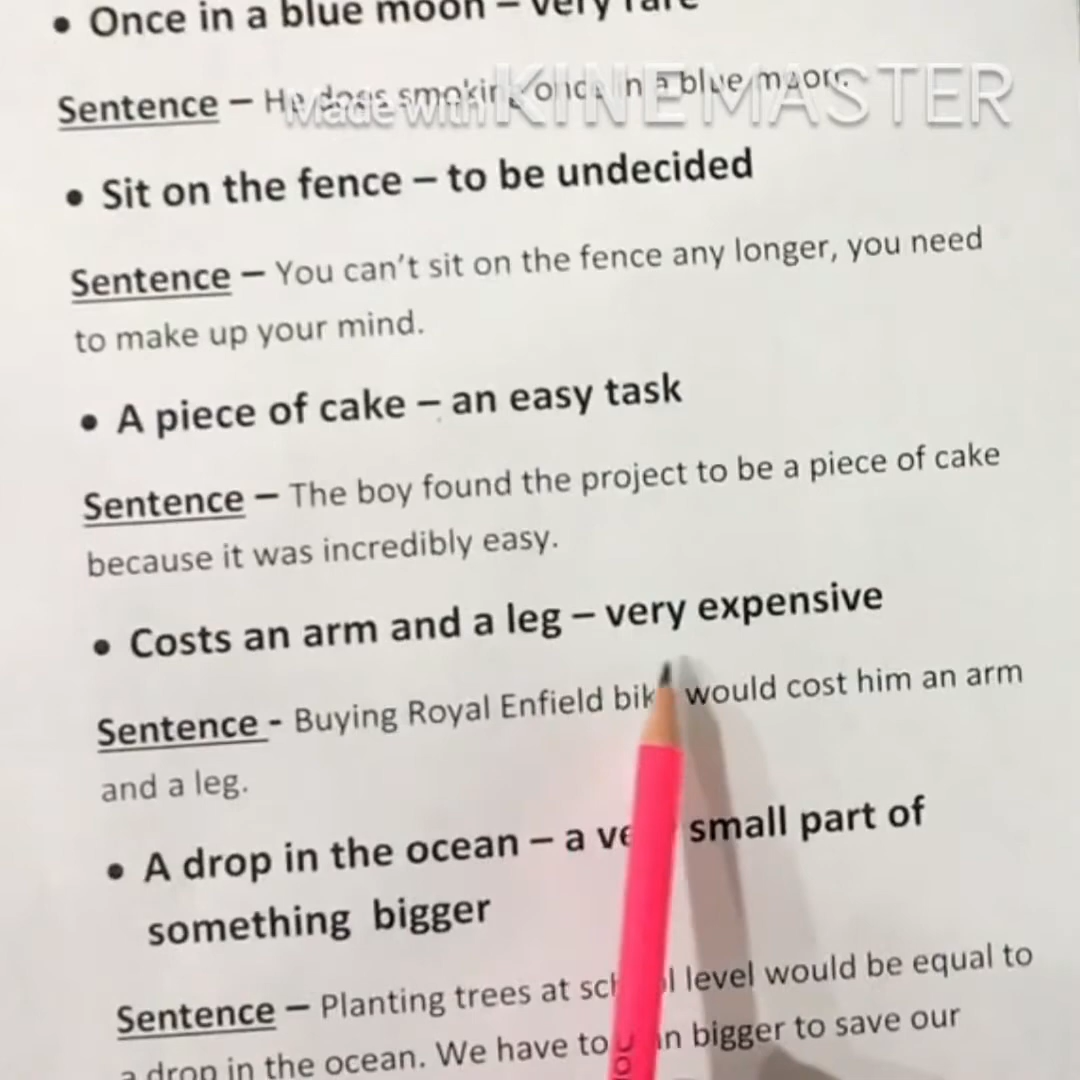 • Once in a blue moon – very rare
Sentence – He does smoking once in a blue moon.
Made with KINEMASTER
• Sit on the fence – to be undecided
Sentence – You can't sit on the fence any longer, you need
to make up your mind.
• A piece of cake – an easy task
Sentence – The boy found the project to be a piece of cake
because it was incredibly easy.
• Costs an arm and a leg – very expensive
Sentence - Buying Royal Enfield bike would cost him an arm
and a leg.
• A drop in the ocean – a very small part of
something bigger
Sentence – Planting trees at school level would be equal to
a drop in the ocean. We have to bigger to save our